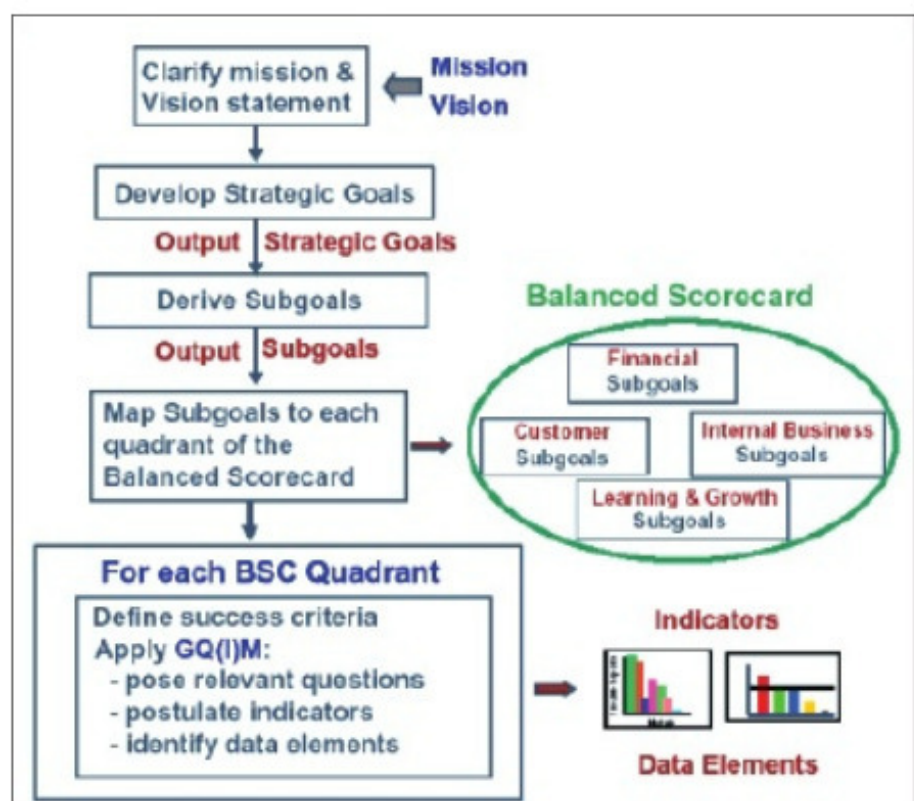 Clarify mission &
Vision statement
Mission
Vision
Develop Strategic Goals
Output Strategic Goals
Derive Subgoals
Output Subgoals
Map Subgoals to each
quadrant of the
Balanced Scorecard
Balanced Scorecard
Financial
Subgoals
Customer
Subgoals
Internal Business
Subgoals
Learning & Growth
Subgoals
For each BSC Quadrant
Define success criteria
Apply GQ(I)M:
- pose relevant questions
- postulate indicators
- identify data elements
Indicators
Data Elements